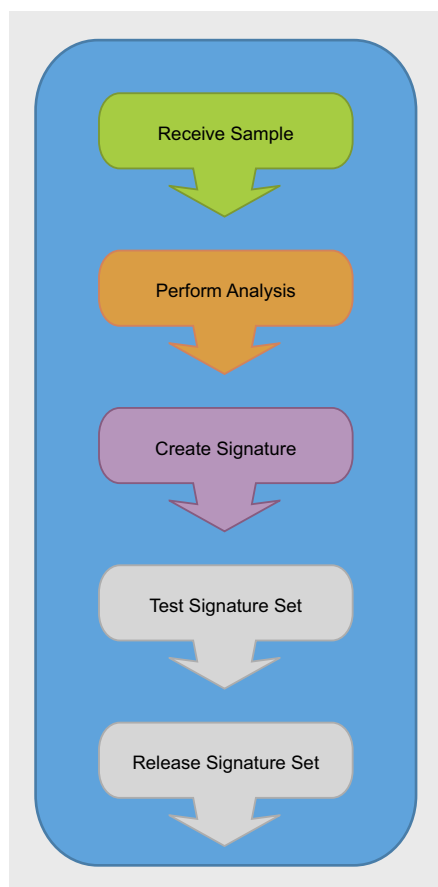 Receive Sample
Perform Analysis
Create Signature
Test Signature Set
Release Signature Set